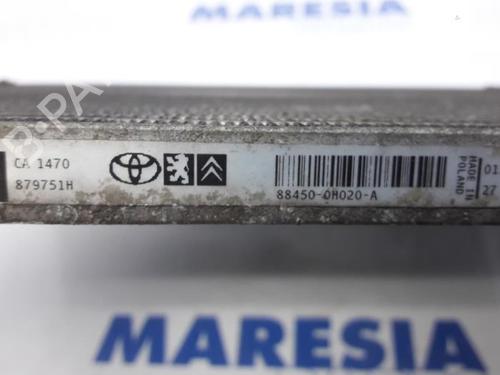 MARESIA
CA 1470
879751H
88450-0H020-A
MADE IN
POLAND
01
27
B-PA
MARESIA